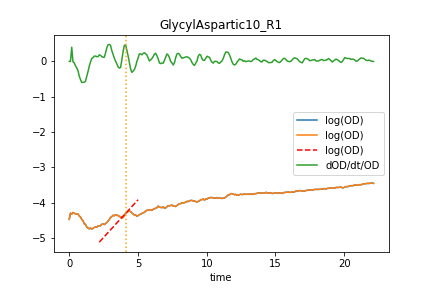 GlycylAspartic10_R1
0
−1
−2
−3
−4
−5
log(OD)
log(OD)
log(OD)
dOD/dt/OD
0 5 10 15 20
time